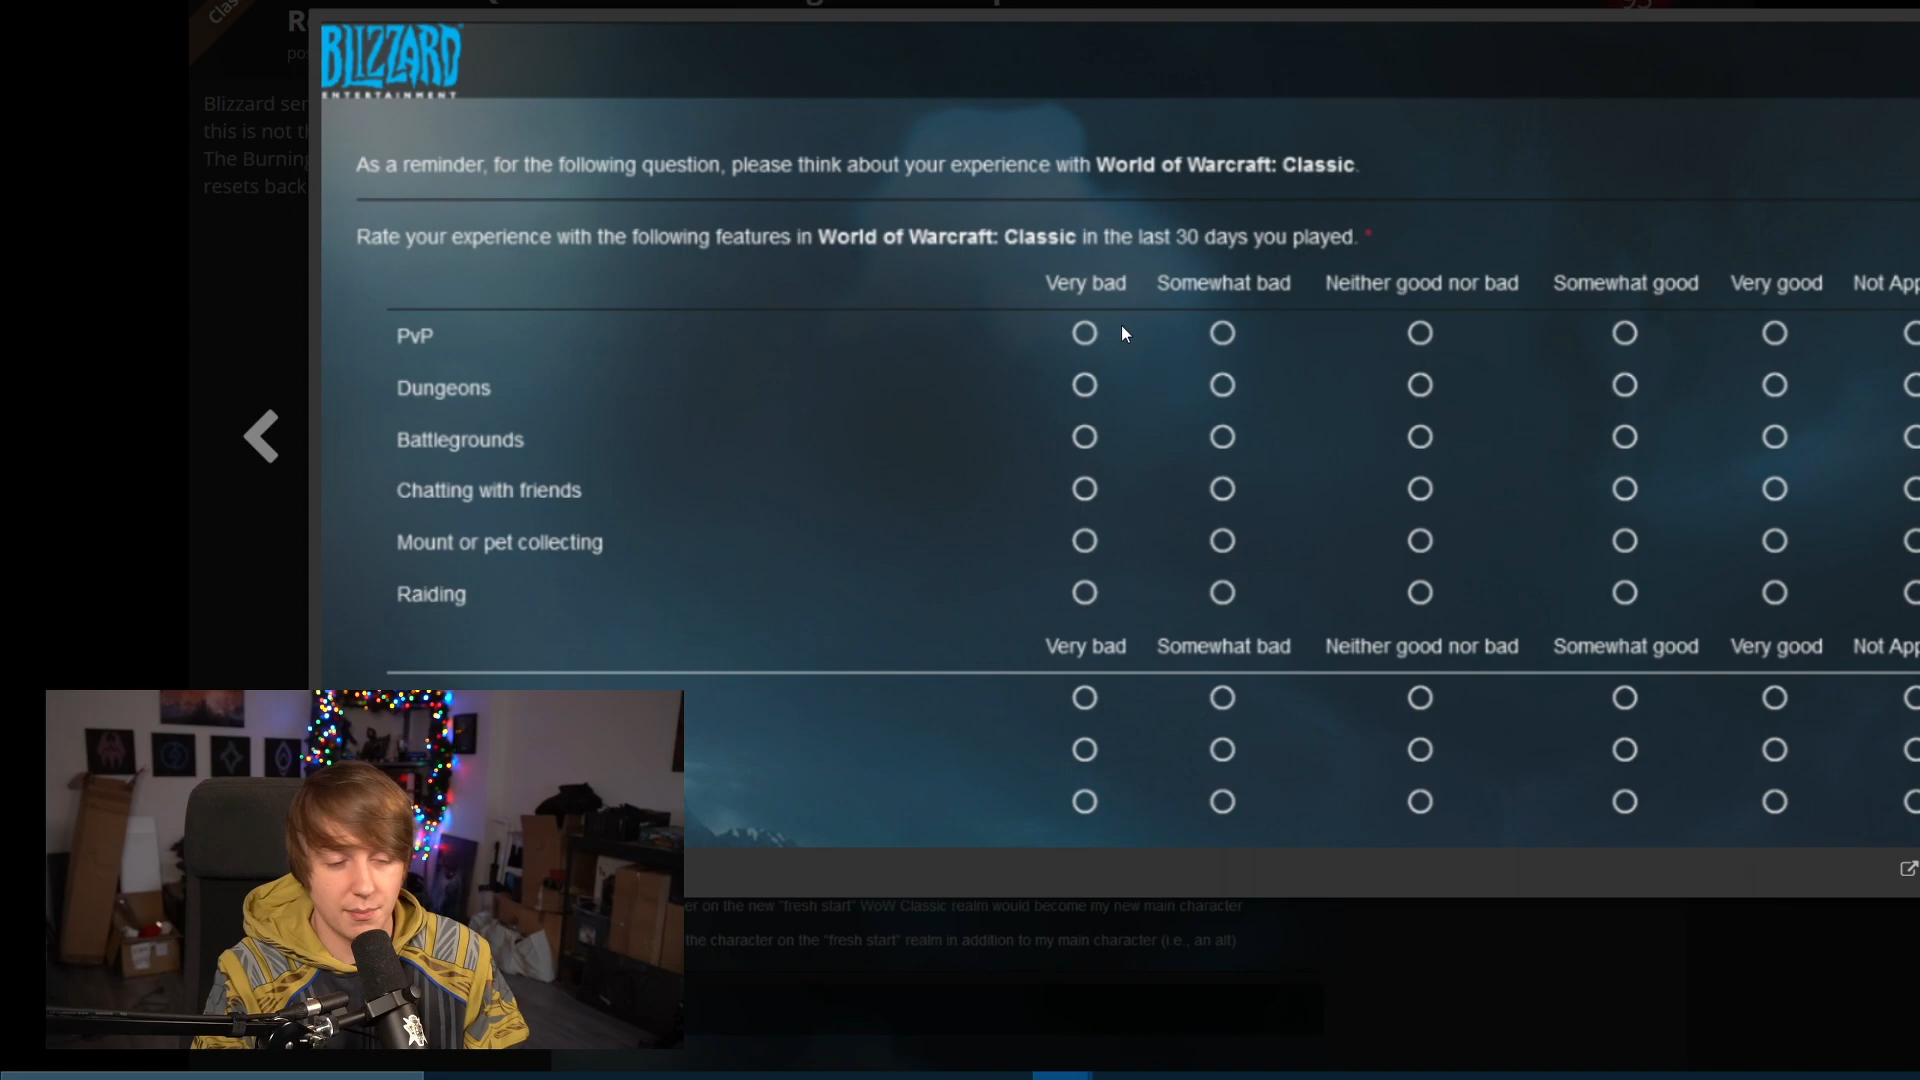 Blizzard
this is not
The Burning
resets back
BLIZZARD
ENTERTAINMENT
As a reminder, for the following question, please think about your experience with World of Warcraft: Classic.
Rate your experience with the following features in World of Warcraft: Classic in the last 30 days you played. *
Very bad Somewhat bad Neither good nor bad Somewhat good Very good Not App
PvP
Dungeons
Battlegrounds
Chatting with friends
Mount or pet collecting
Raiding
Very bad Somewhat bad Neither good nor bad Somewhat good Very good Not App
er on the new "fresh start" WoW Classic realm would become my new main character
the character on the "fresh start" realm in addition to my main character (i.e., an alt)